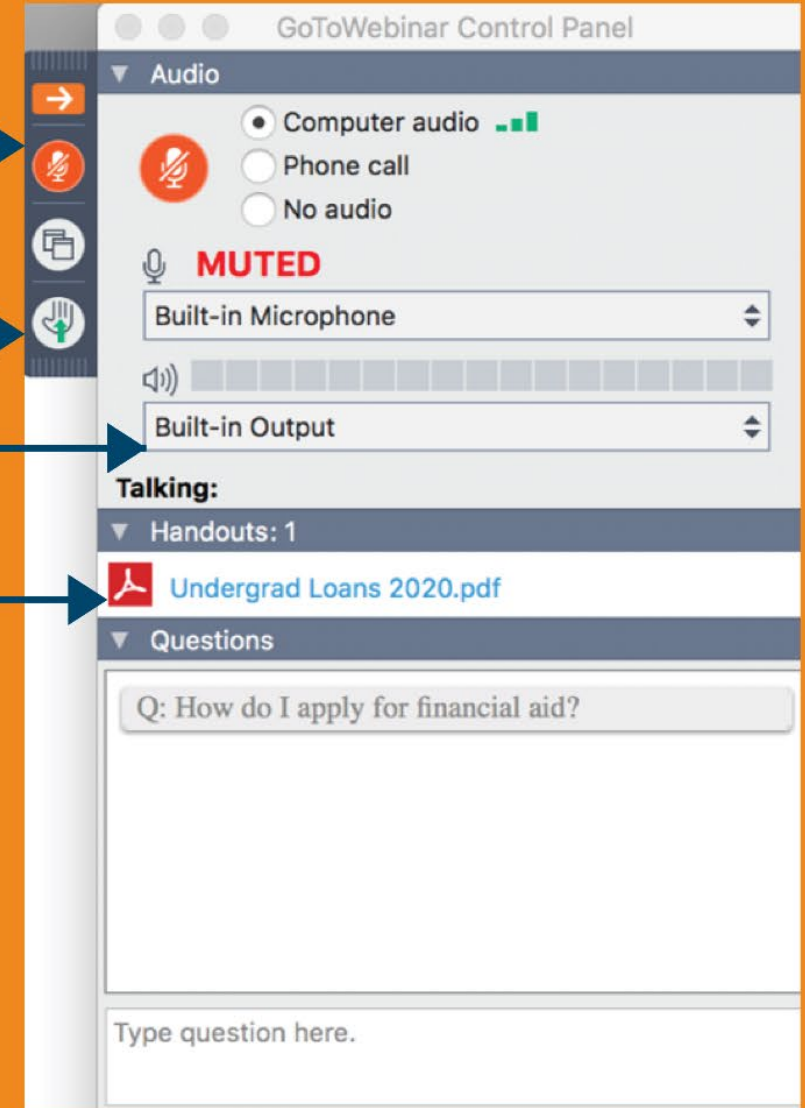 GoToWebinar Control Panel
Audio
Computer audio
Phone call
No audio
MUTED
Built-in Microphone
Built-in Output
Talking:
Handouts: 1
Undergrad Loans 2020.pdf
Questions
Q: How do I apply for financial aid?
Type question here.